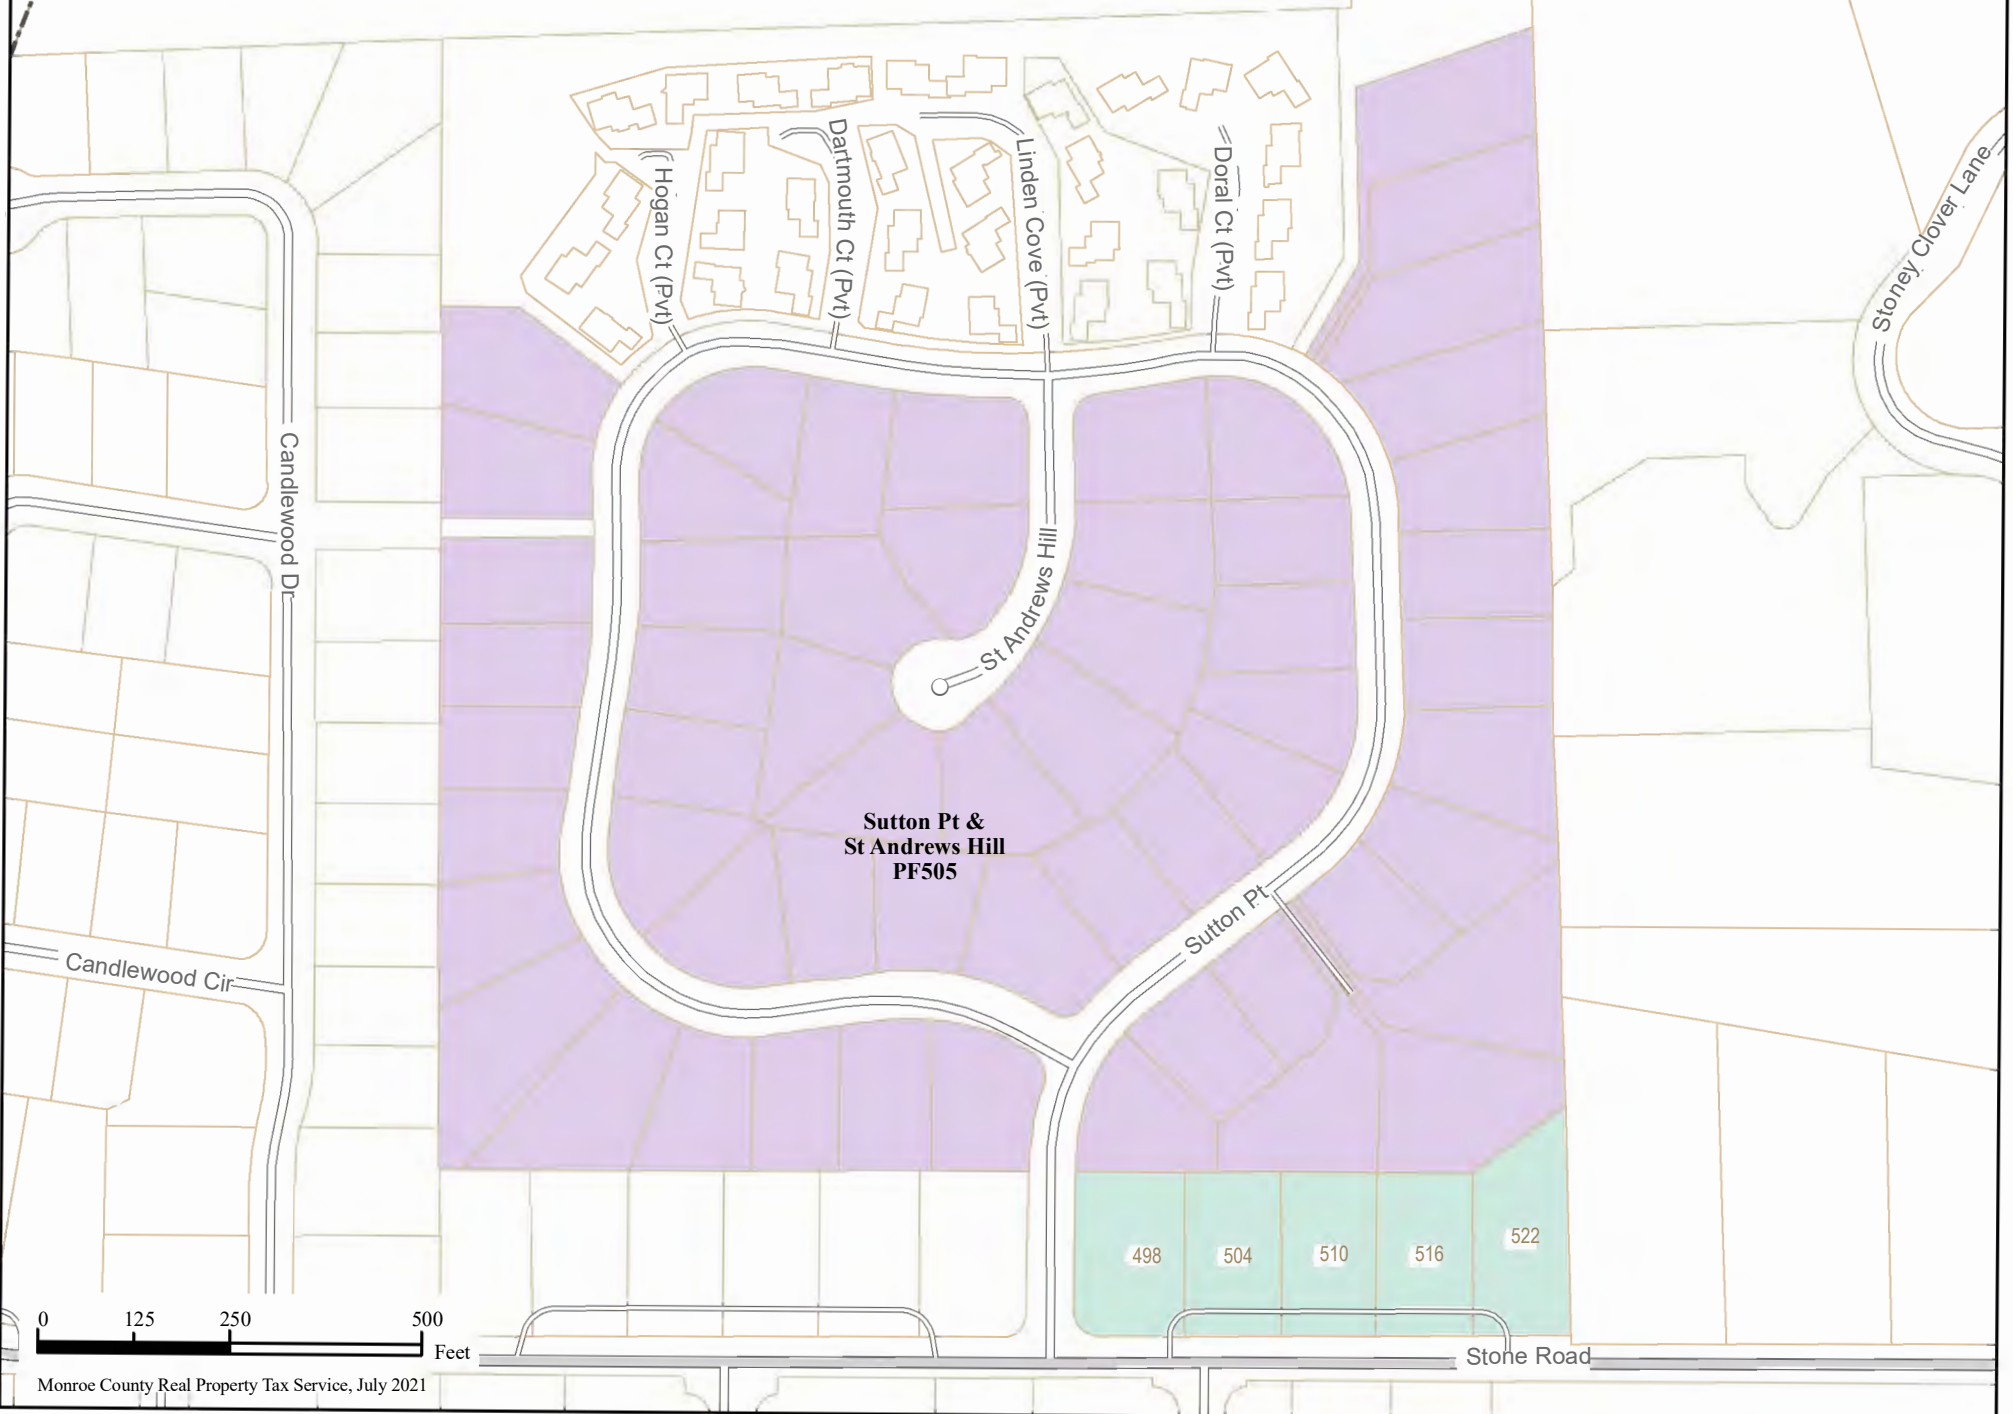 Hogan Ct (Pvt)
Dartmouth Ct (Pvt)
Linden Cove (Pvt)
Doral Ct (Pvt)
Stoney Clover Lane
Candlewood Dr
St Andrews Hill
Sutton Pt &
St Andrews Hill
PF505
Sutton Pt
Candlewood Cir
498
504
510
516
522
0 125 250 500
Feet
Stone Road
Monroe County Real Property Tax Service, July 2021